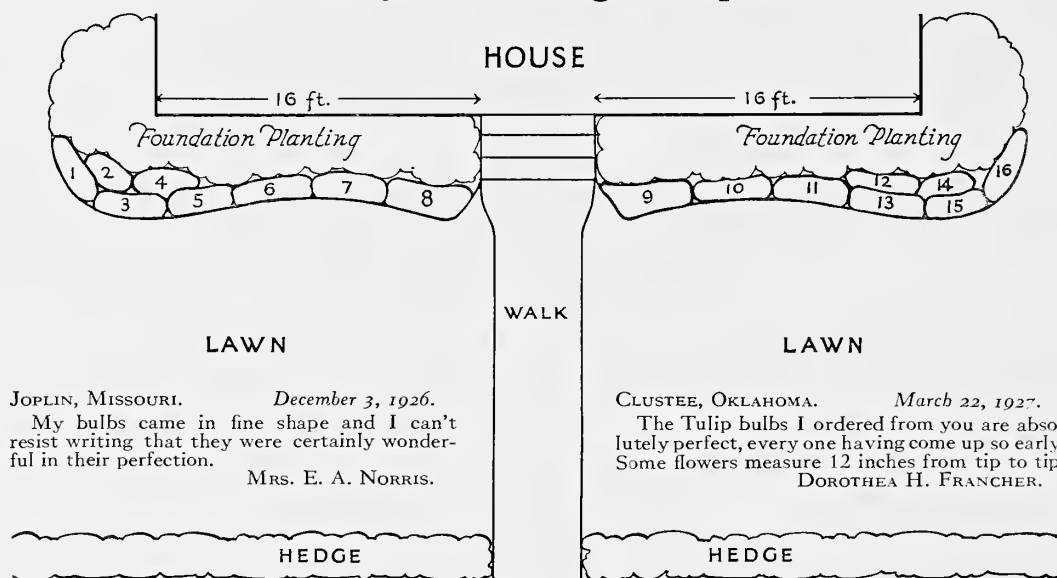 HOUSE
16 ft.
16 ft.
Foundation Planting
Foundation Planting
1
2
3
4
5
6
7
8
9
10
11
12
13
14
15
16
WALK
LAWN
LAWN
JOPLIN, MISSOURI. December 3, 1926.
My bulbs came in fine shape and I can't
resist writing that they were certainly wonder-
ful in their perfection.
MRS. E. A. NORRIS.
CLUSTEE, OKLAHOMA. March 22, 1927.
The Tulip bulbs I ordered from you are abso
lutely perfect, every one having come up so early
Some flowers measure 12 inches from tip to tip
DOROTHEA H. FRANCHER.
HEDGE
HEDGE